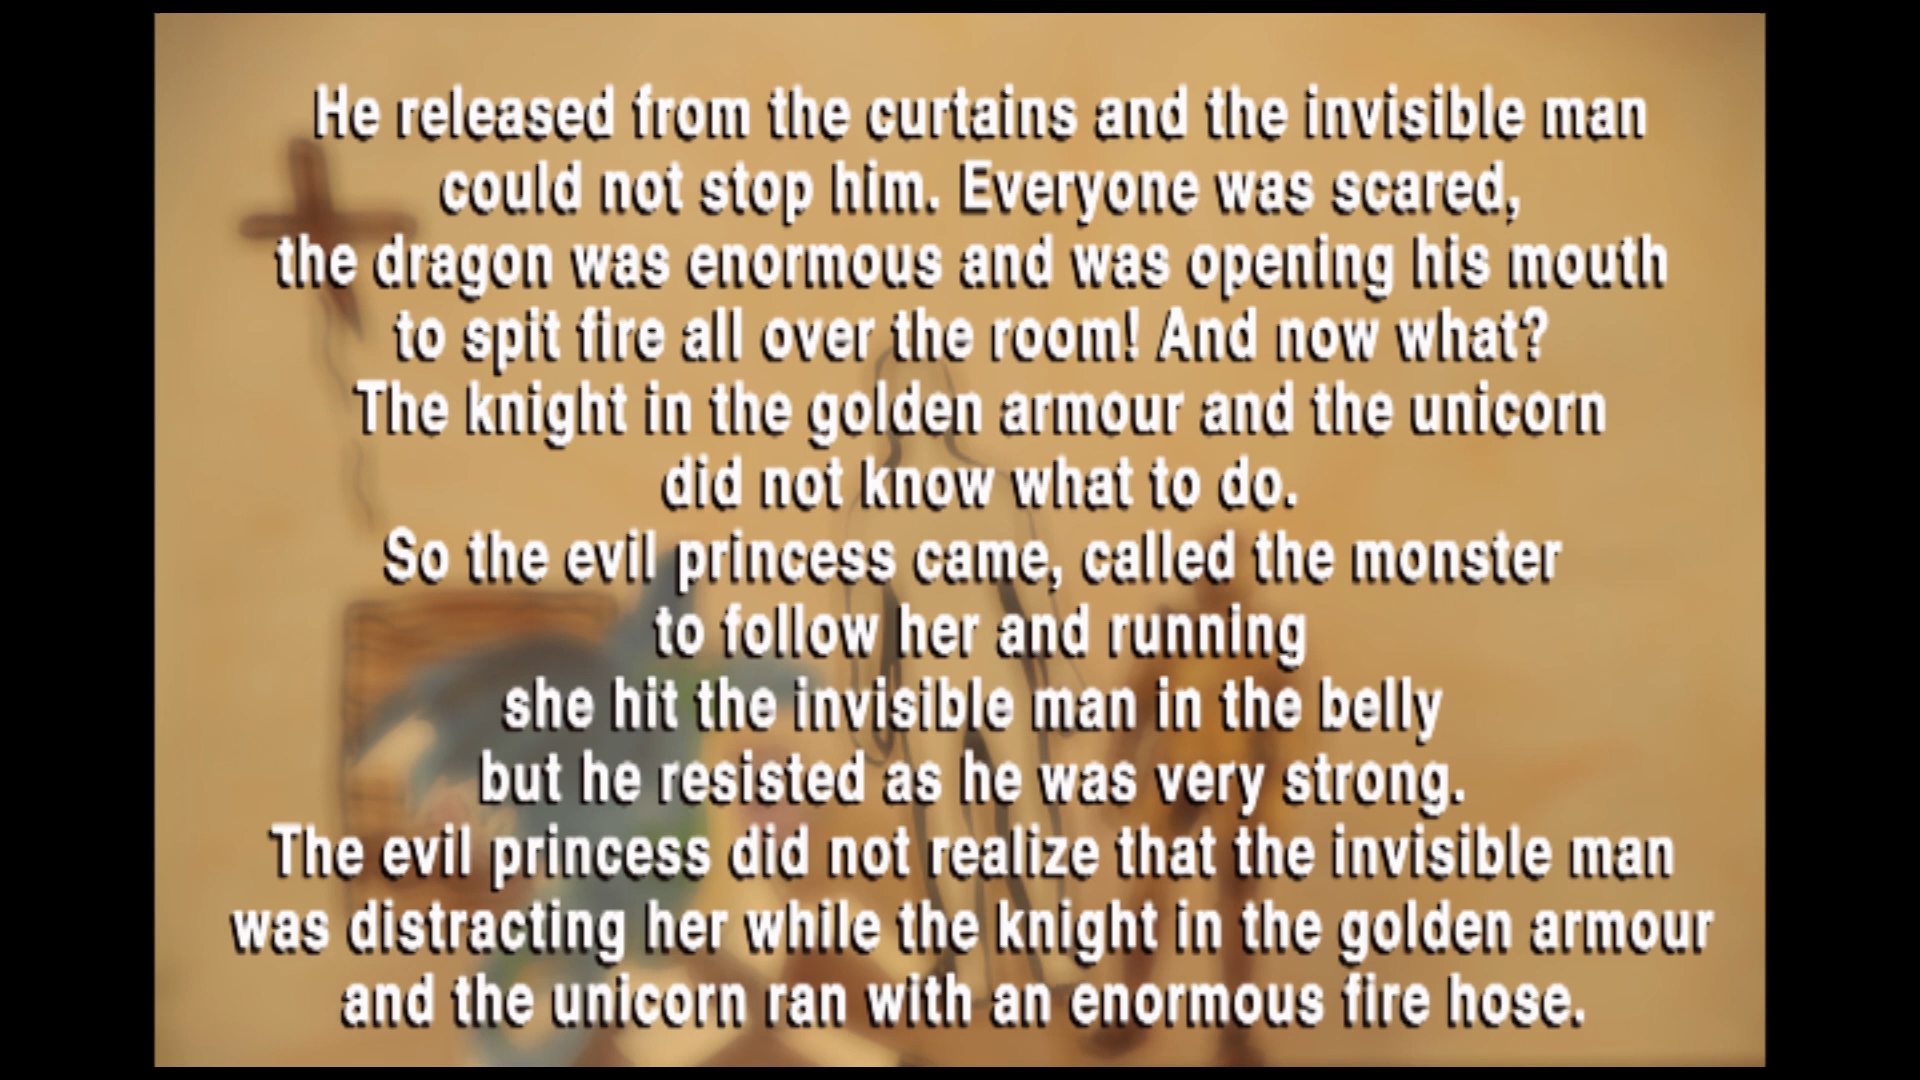 He released from the curtains and the invisible man
could not stop him. Everyone was scared,
the dragon was enormous and was opening his mouth
to spit fire all over the room! And now what?
The knight in the golden armour and the unicorn
did not know what to do.
So the evil princess came, called the monster
to follow her and running
she hit the invisible man in the belly
but he resisted as he was very strong.
The evil princess did not realize that the invisible man
was distracting her while the knight in the golden armour
and the unicorn ran with an enormous fire hose.